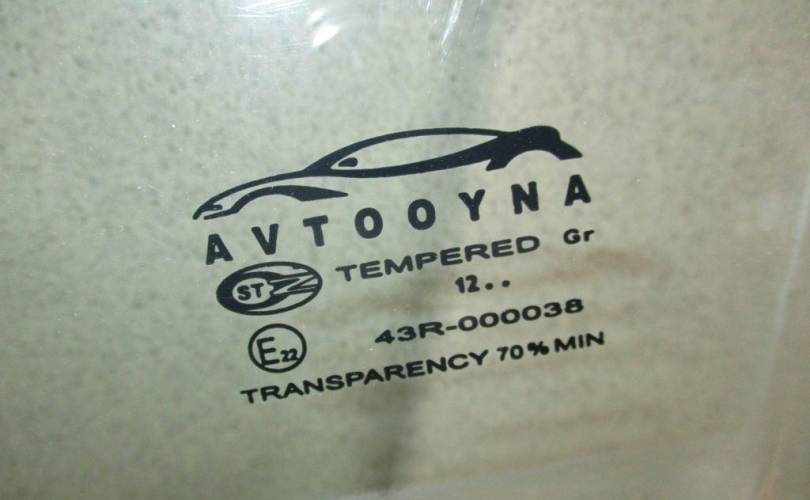 AVTOOYNA
ST
TEMPERED Gr
12..
E22 43R-000038
TRANSPARENCY 70% MIN